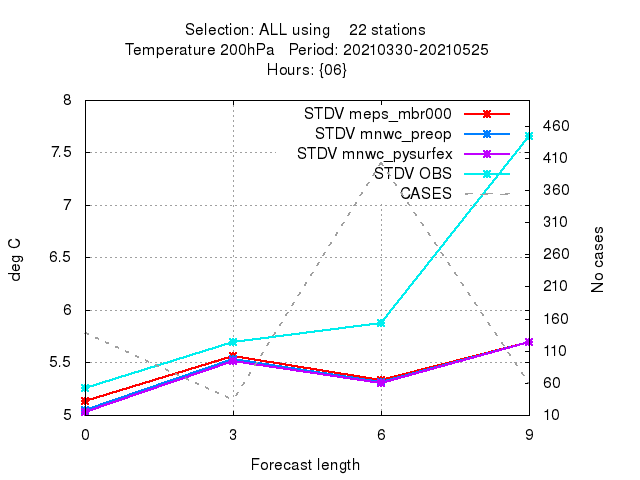 Selection: ALL using    22 stations
Temperature 200hPa   Period: 20210330-20210525
Hours: {06}
STDV meps_mbr000
STDV mnwc_preop
STDV mnwc_pysurfex
STDV OBS
CASES
deg C
8
7.5
7
6.5
6
5.5
5
460
410
360
310
260
210
160
110
60
10
No cases
0 3 6 9
Forecast length